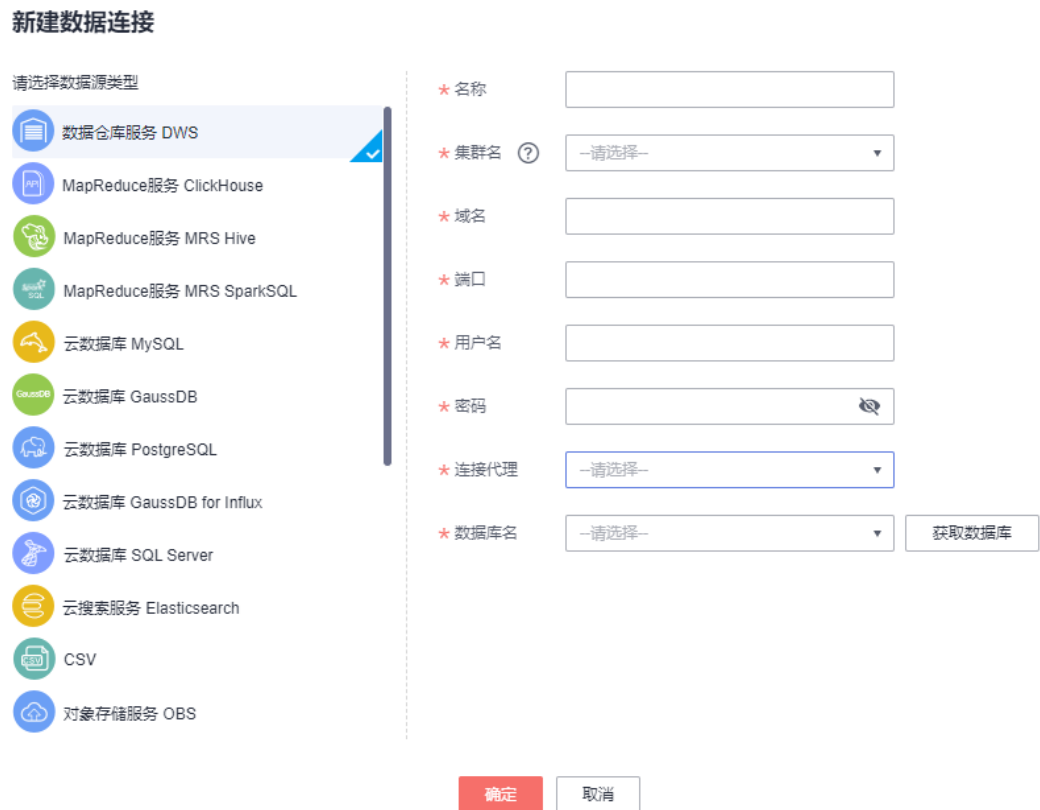 新建数据连接
请选择数据源类型
数据仓库服务 DWS
API
MapReduce服务 ClickHouse
MapReduce服务 MRS Hive
Spark
SQL
MapReduce服务 MRS SparkSQL
云数据库 MySQL
GaussDB
云数据库 GaussDB
云数据库 PostgreSQL
云数据库 GaussDB for Influx
云数据库 SQL Server
云搜索服务 Elasticsearch
CSV
CSV
对象存储服务 OBS
* 名称
* 集群名 ?
--请选择--
* 域名
* 端口
* 用户名
* 密码
* 连接代理
--请选择--
* 数据库名
--请选择--
获取数据库
确定
取消